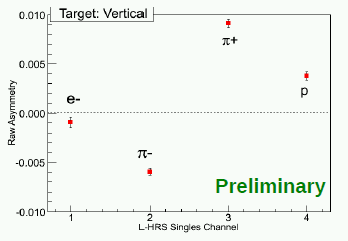 Target: Vertical
0.010
0.005
0.000
-0.005
-0.010
Raw Asymmetry
e-
π-
π+
p
Preliminary
1 2 3 4
L-HRS Singles Channel